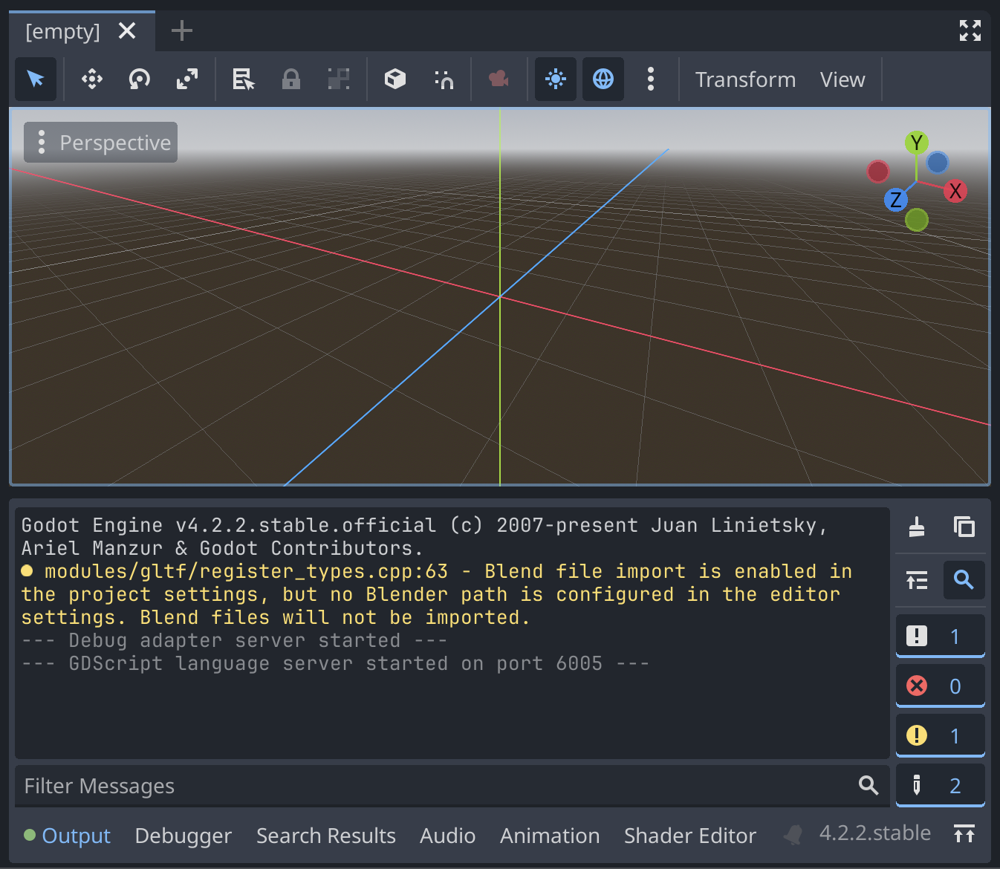 [empty]
Transform View
Perspective
Y
X
Z
Godot Engine v4.2.2.stable.official (c) 2007-present Juan Linietsky,
Ariel Manzur & Godot Contributors.
modules/gltf/register_types.cpp:63 - Blend file import is enabled in
the project settings, but no Blender path is configured in the editor
settings. Blend files will not be imported.
--- Debug adapter server started ---
--- GDScript language server started on port 6005 ---
1
0
1
2
Filter Messages
Output Debugger Search Results Audio Animation Shader Editor 4.2.2.stable